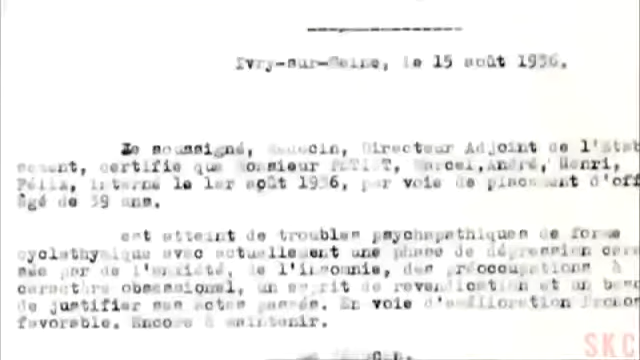 Ivry-sur-Seine, le 15 août 1936.
Je soussigné, Médecin, Directeur Adjoint de l'Etab
sement, certifie que Monsieur PETIOT, Marcel,André, Henri,
Félix, interné le 1er août 1936, par voie de placement d'off
âgé de 39 ans.
est atteint de troubles psychopathiques de forme
cyclothymique avec actuellement une phase de dépression carac
sée par de l'anxiété, de l'insomnie, des préoccupations à
caractère obsessionnel, un esprit de revendication et un beso
de justifier ses actes passés. En voie d'amélioration Pronos
favorable. Encore à maintenir.
SKC